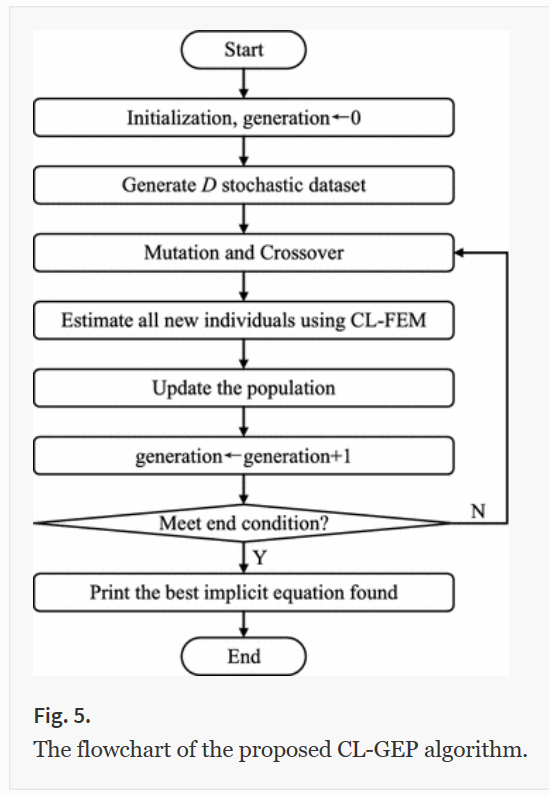 Start
Initialization, generation←0
Generate D stochastic dataset
Mutation and Crossover
Estimate all new individuals using CL-FEM
Update the population
generation←generation+1
Meet end condition?
N
Y
Print the best implicit equation found
End
Fig. 5.
The flowchart of the proposed CL-GEP algorithm.